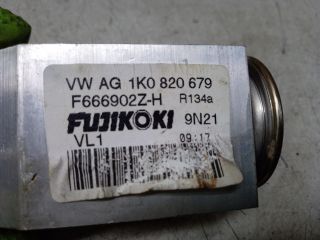 VW AG 1K0 820 679
F666902Z-H R134a
FUJIKOKI 9N21
VL1 09:17